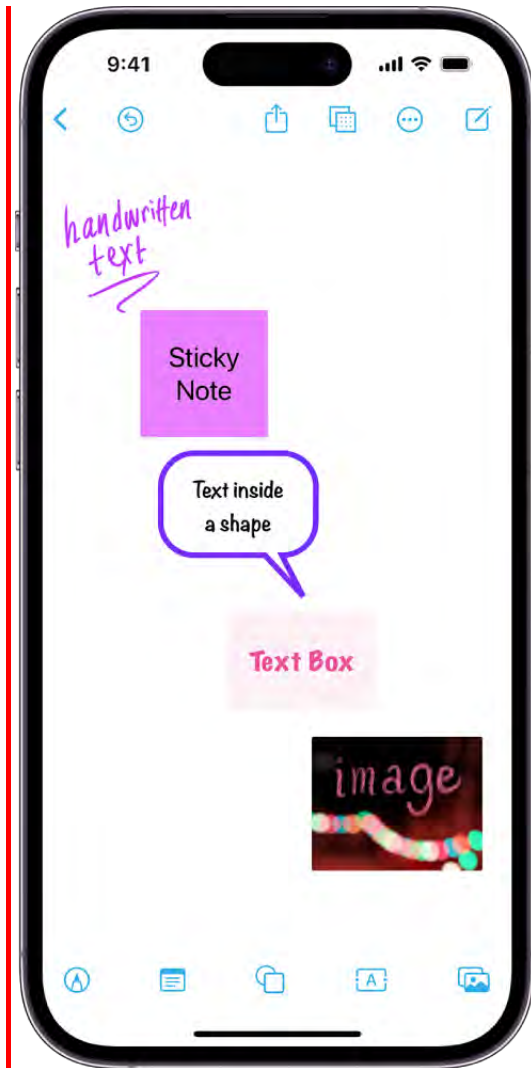 9:41
handwritten
text
Sticky
Note
Text inside
a shape
Text Box
image
A